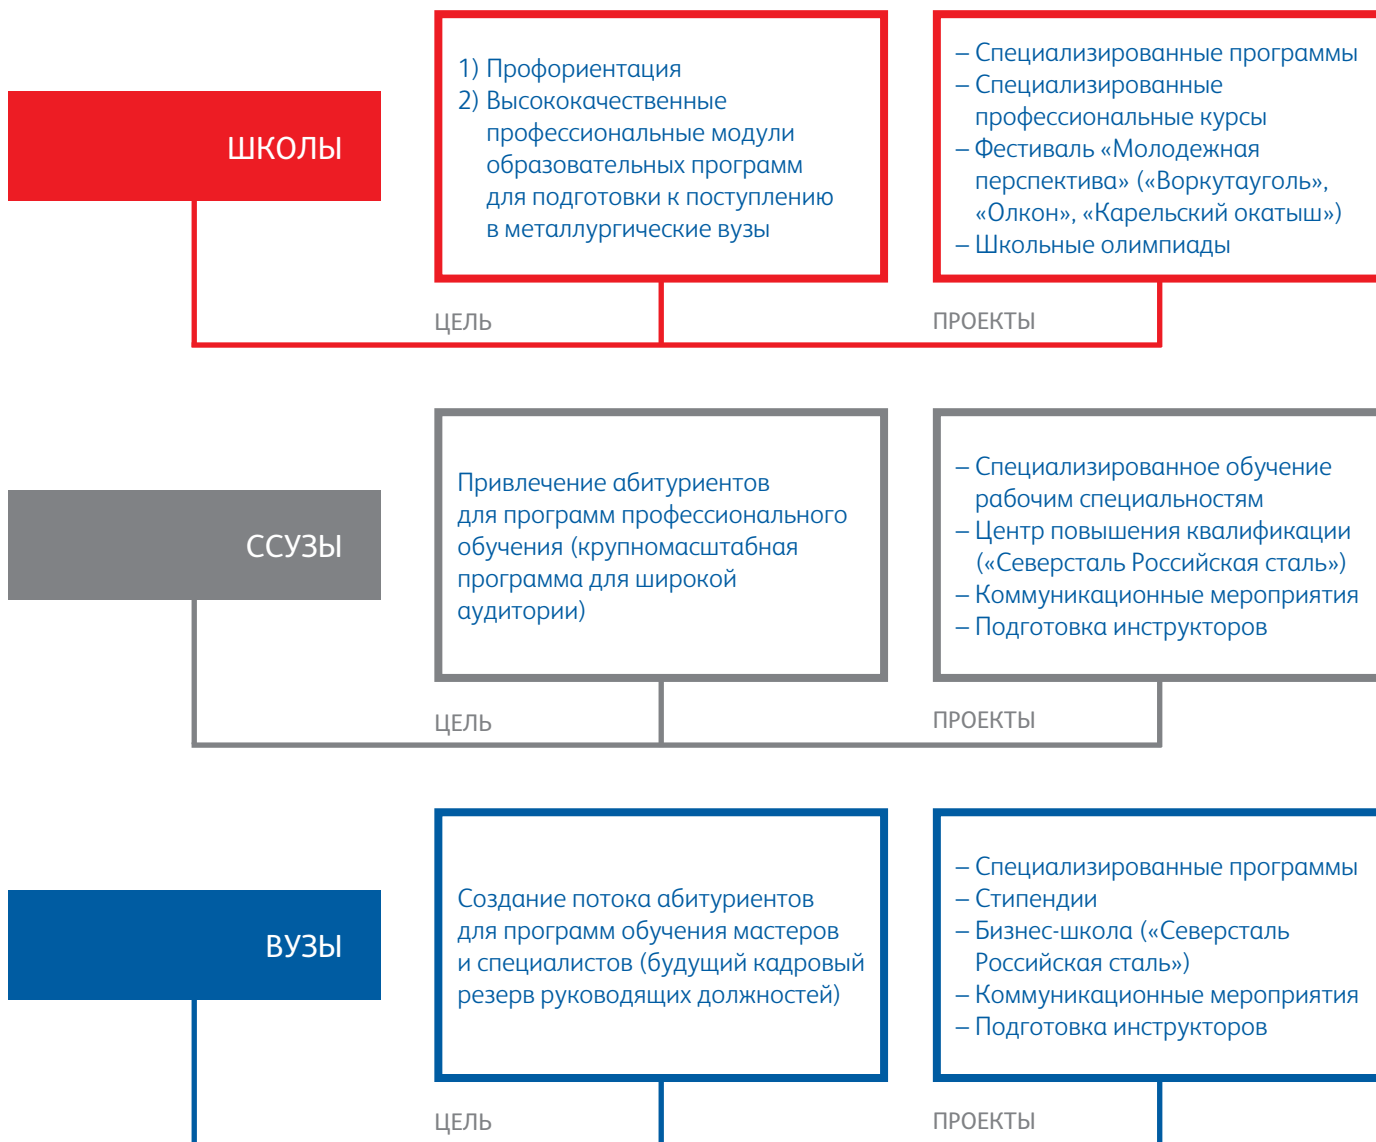 ШКОЛЫ
1) Профориентация
2) Высококачественные
профессиональные модули
образовательных программ
для подготовки к поступлению
в металлургические вузы
ЦЕЛЬ
– Специализированные программы
– Специализированные
профессиональные курсы
– Фестиваль «Молодежная
перспектива» («Воркутауголь»,
«Олкон», «Карельский окатыш»)
– Школьные олимпиады
ПРОЕКТЫ
ССУЗЫ
Привлечение абитуриентов
для программ профессионального
обучения (крупномасштабная
программа для широкой
аудитории)
ЦЕЛЬ
– Специализированное обучение
рабочим специальностям
– Центр повышения квалификации
(«Северсталь Российская сталь»)
– Коммуникационные мероприятия
– Подготовка инструкторов
ПРОЕКТЫ
ВУЗЫ
Создание потока абитуриентов
для программ обучения мастеров
и специалистов (будущий кадровый
резерв руководящих должностей)
ЦЕЛЬ
– Специализированные программы
– Стипендии
– Бизнес-школа («Северсталь
Российская сталь»)
– Коммуникационные мероприятия
– Подготовка инструкторов
ПРОЕКТЫ